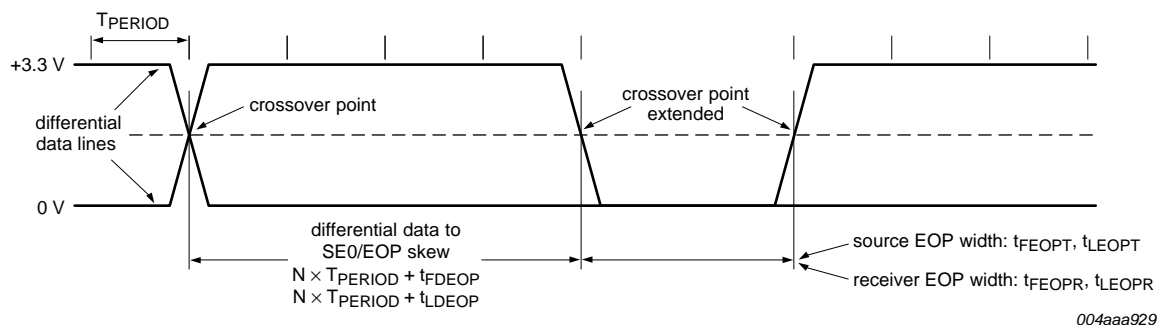 TPERIOD
+3.3 V
crossover point
crossover point
extended
differential
data lines
0 V
differential data to
SE0/EOP skew
N × TPERIOD + tFDEOP
N × TPERIOD + tLDEOP
source EOP width: tFEOPT, tLEOPT
receiver EOP width: tFEOPR, tLEOPR
004aaa929